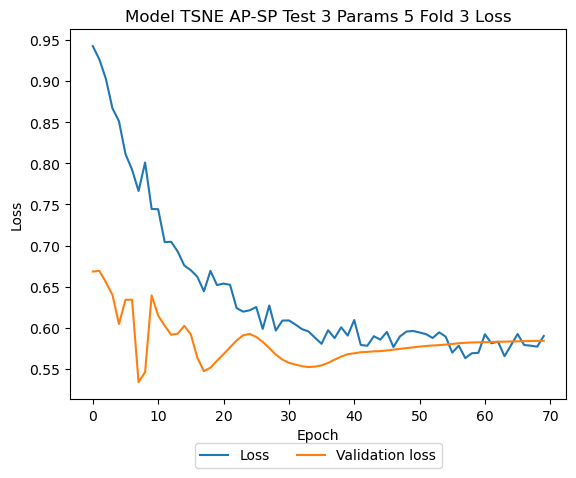 Model TSNE AP-SP Test 3 Params 5 Fold 3 Loss
0.95
0.90
0.85
0.80
0.75
0.70
0.65
0.60
0.55
Loss
0 10 20 30 40 50 60 70
Epoch
Loss Validation loss